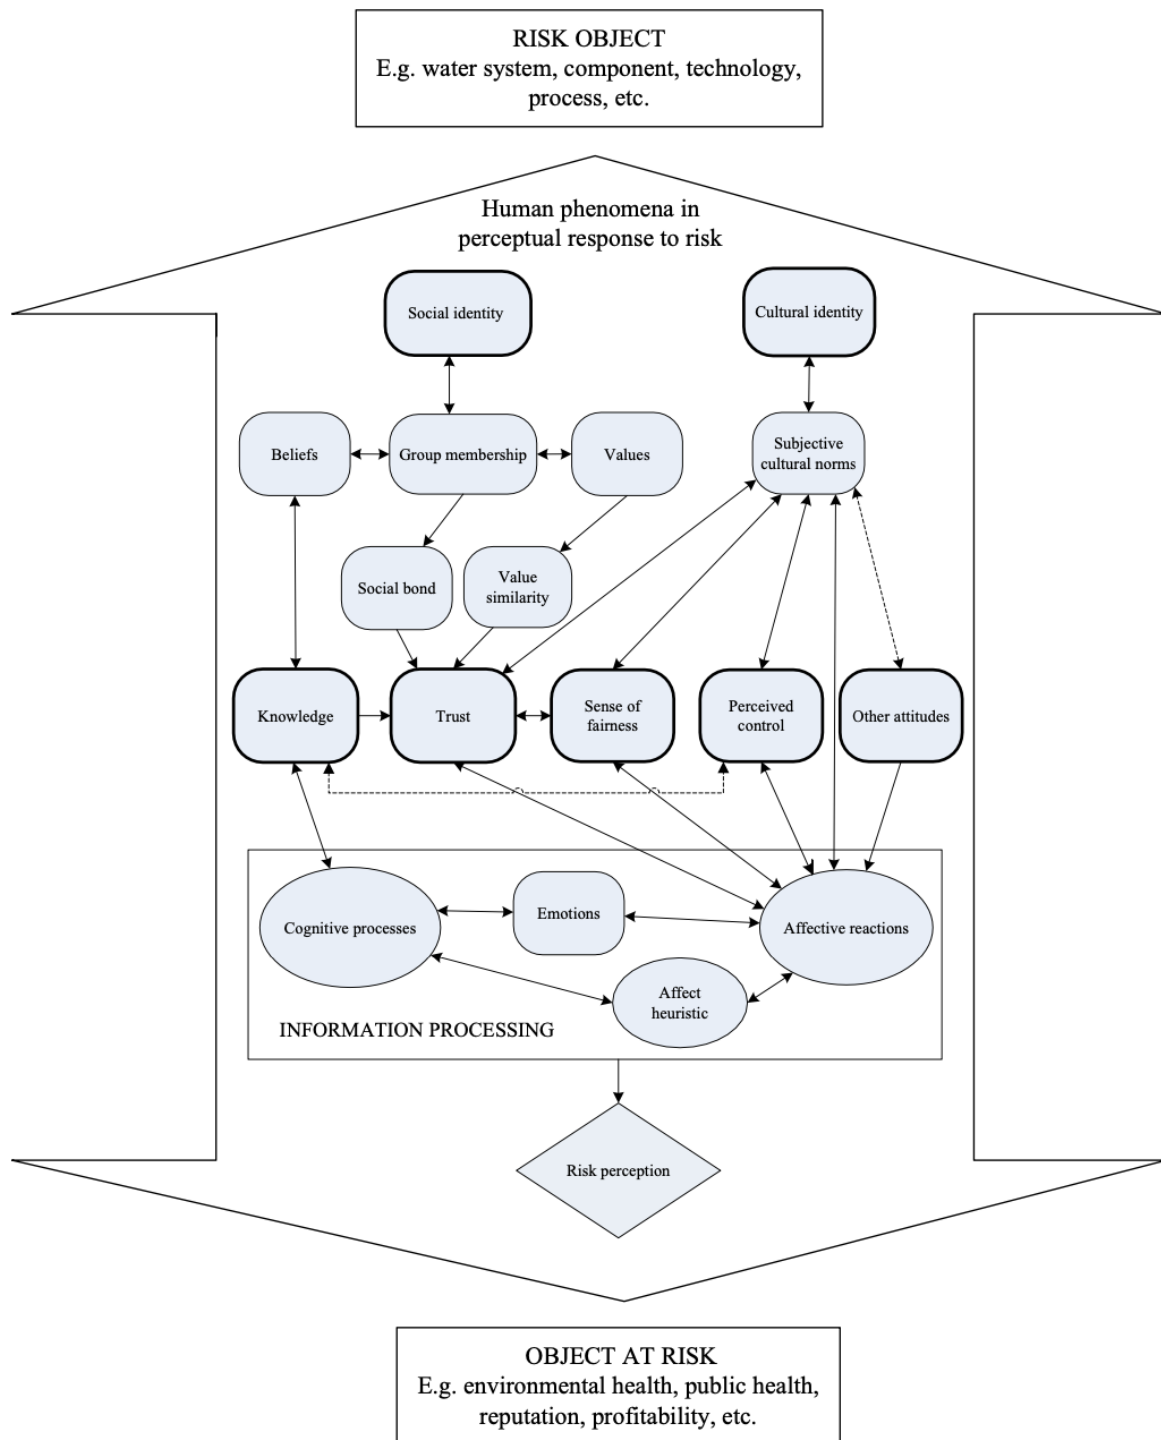 RISK OBJECT
E.g. water system, component, technology,
process, etc.
Human phenomena in
perceptual response to risk
Social identity
Cultural identity
Beliefs
Group membership
Values
Subjective
cultural norms
Social bond
Value
similarity
Knowledge
Trust
Sense of
fairness
Perceived
control
Other attitudes
Cognitive processes
Emotions
Affective reactions
Affect
heuristic
INFORMATION PROCESSING
Risk perception
OBJECT AT RISK
E.g. environmental health, public health,
reputation, profitability, etc.